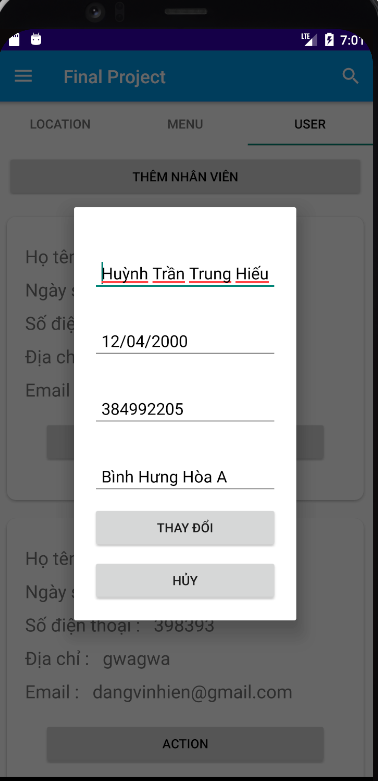 LTE
7:01
Final Project
LOCATION MENU USER
THÊM NHÂN VIÊN
Họ tên
Ngày
Số điệ
Địa ch
Email
Huỳnh Trần Trung Hiếu
12/04/2000
384992205
Bình Hưng Hòa A
THAY ĐỔI
HỦY
Họ tên
Ngày
Số điện thoại : 398393
Địa chỉ : gwagwa
Email : dangvinhien@gmail.com
ACTION